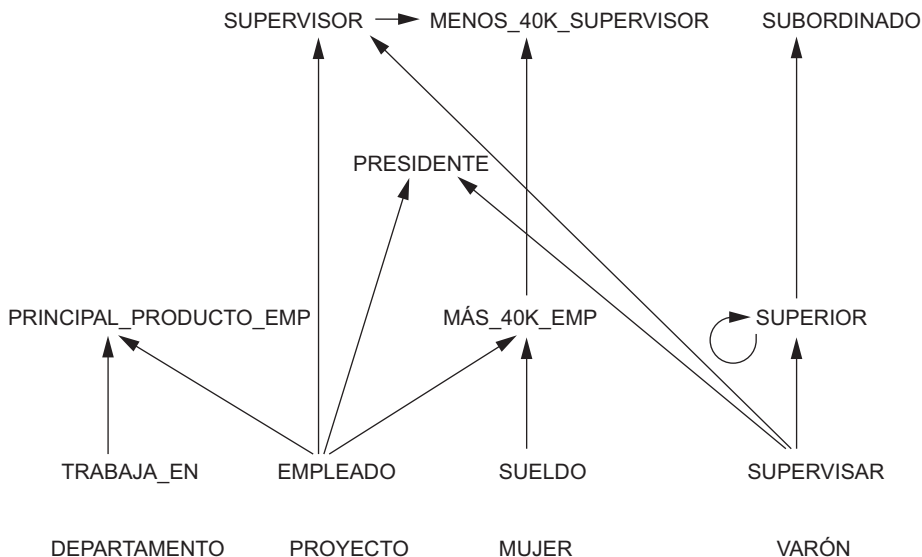 SUPERVISOR MENOS_40K_SUPERVISOR SUBORDINADO
PRESIDENTE
PRINCIPAL_PRODUCTO_EMP MÁS_40K_EMP SUPERIOR
TRABAJA_EN EMPLEADO SUELDO SUPERVISAR
DEPARTAMENTO PROYECTO MUJER VARÓN